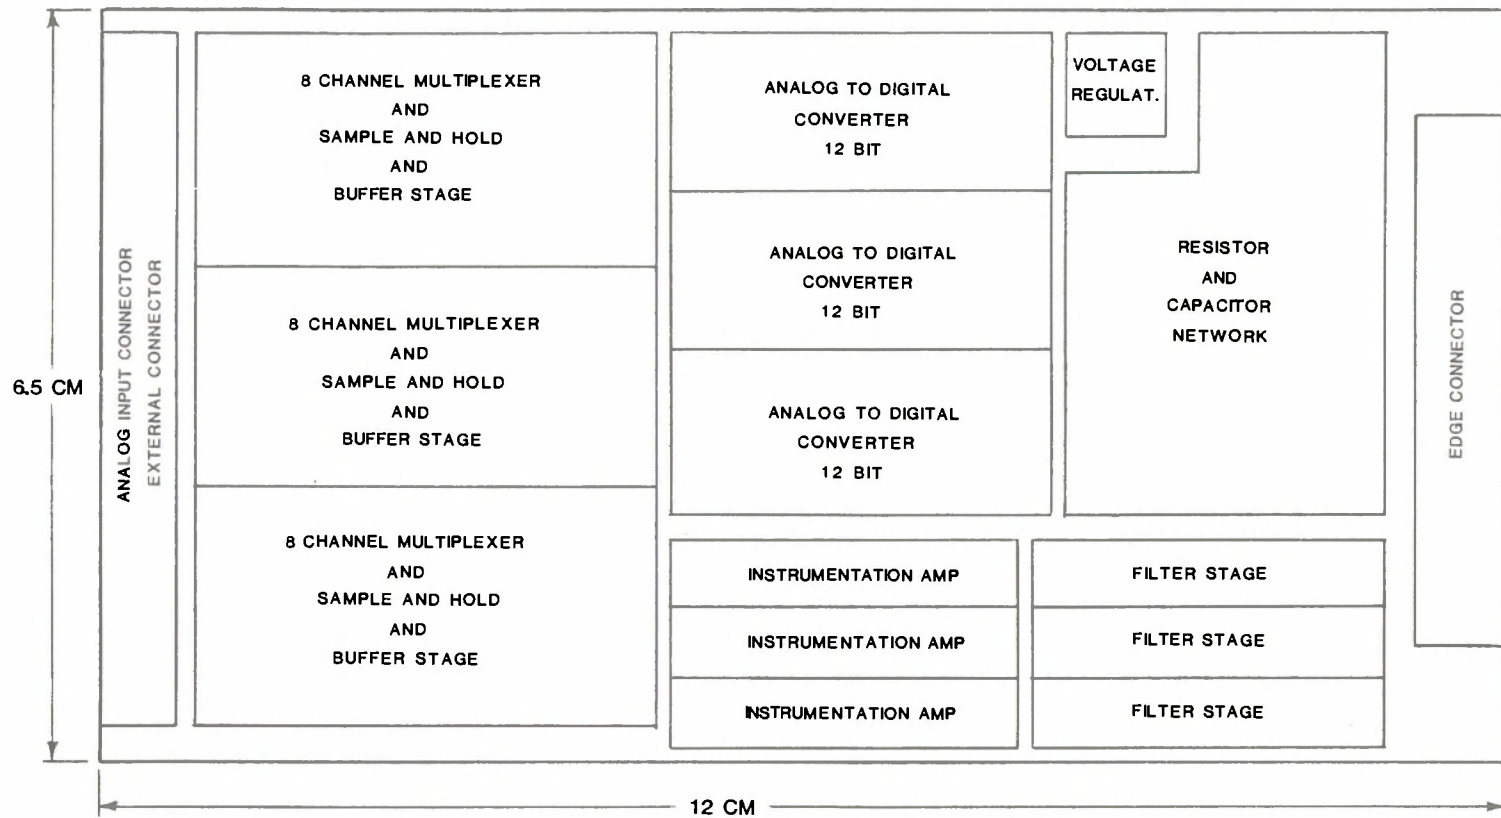 8 CHANNEL MULTIPLEXER
AND
SAMPLE AND HOLD
AND
BUFFER STAGE
8 CHANNEL MULTIPLEXER
AND
SAMPLE AND HOLD
AND
BUFFER STAGE
8 CHANNEL MULTIPLEXER
AND
SAMPLE AND HOLD
AND
BUFFER STAGE
ANALOG TO DIGITAL
CONVERTER
12 BIT
ANALOG TO DIGITAL
CONVERTER
12 BIT
ANALOG TO DIGITAL
CONVERTER
12 BIT
VOLTAGE
REGULAT.
RESISTOR
AND
CAPACITOR
NETWORK
INSTRUMENTATION AMP
INSTRUMENTATION AMP
INSTRUMENTATION AMP
FILTER STAGE
FILTER STAGE
FILTER STAGE
ANALOG INPUT CONNECTOR
EXTERNAL CONNECTOR
EDGE CONNECTOR
6.5 CM
12 CM